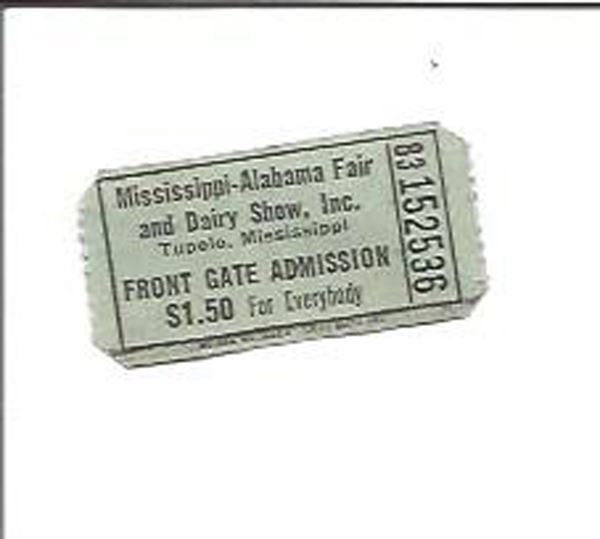 Mississippi-Alabama Fair
and Dairy Show, Inc.
Tupelo, Mississippi
FRONT GATE ADMISSION
$1.50 For Everybody
83 152536